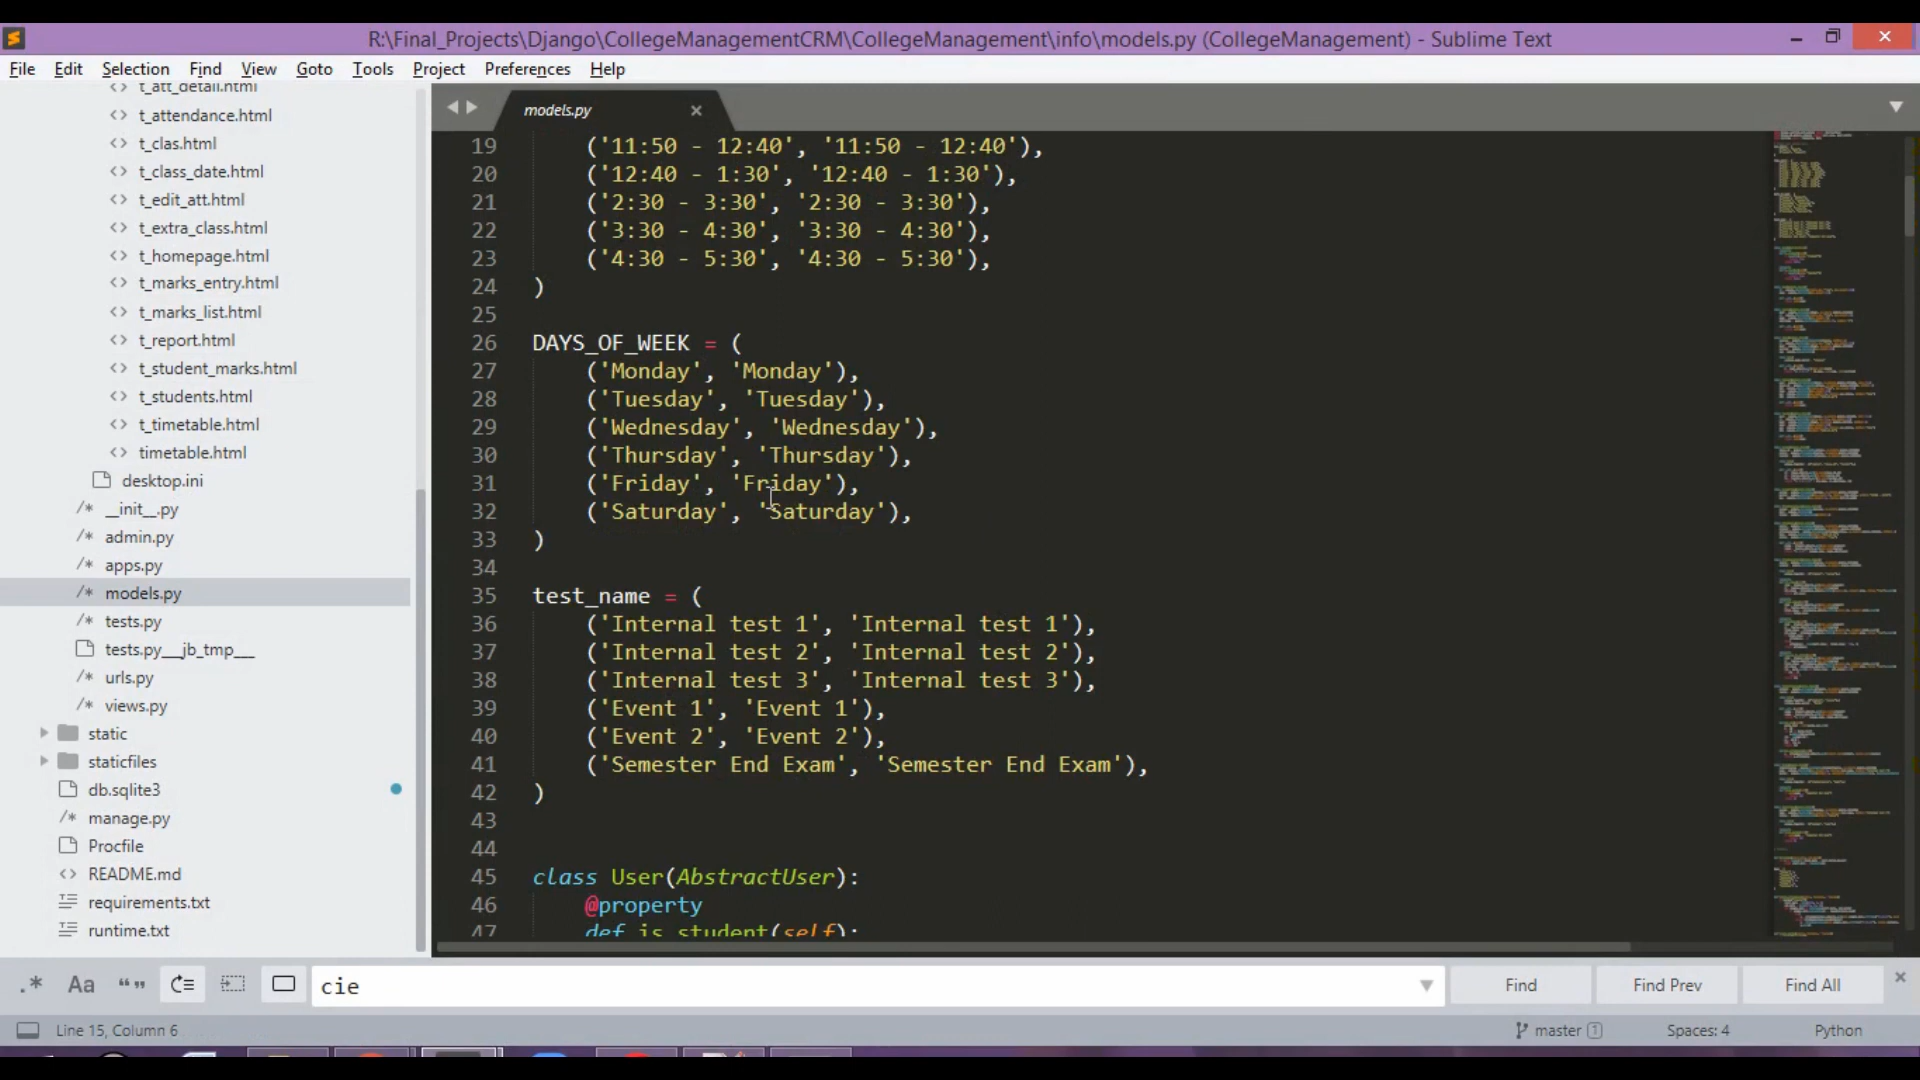 R:\Final_Projects\Django\CollegeManagementCRM\CollegeManagement\info\models.py (CollegeManagement) - Sublime Text
File Edit Selection Find View Goto Tools Project Preferences Help
<> t_att_detail.html
<> t_attendance.html
<> t_clas.html
<> t_class_date.html
<> t_edit_att.html
<> t_extra_class.html
<> t_homepage.html
<> t_marks_entry.html
<> t_marks_list.html
<> t_report.html
<> t_student_marks.html
<> t_students.html
<> t_timetable.html
<> timetable.html
desktop.ini
/* __init__.py
/* admin.py
/* apps.py
/* models.py
/* tests.py
tests.py___jb_tmp___
/* urls.py
/* views.py
static
staticfiles
db.sqlite3
/* manage.py
Procfile
<> README.md
requirements.txt
runtime.txt
models.py ×
19     ('11:50 - 12:40', '11:50 - 12:40'),
20     ('12:40 - 1:30', '12:40 - 1:30'),
21     ('2:30 - 3:30', '2:30 - 3:30'),
22     ('3:30 - 4:30', '3:30 - 4:30'),
23     ('4:30 - 5:30', '4:30 - 5:30'),
24 )
25
26 DAYS_OF_WEEK = (
27     ('Monday', 'Monday'),
28     ('Tuesday', 'Tuesday'),
29     ('Wednesday', 'Wednesday'),
30     ('Thursday', 'Thursday'),
31     ('Friday', 'Friday'),
32     ('Saturday', 'Saturday'),
33 )
34
35 test_name = (
36     ('Internal test 1', 'Internal test 1'),
37     ('Internal test 2', 'Internal test 2'),
38     ('Internal test 3', 'Internal test 3'),
39     ('Event 1', 'Event 1'),
40     ('Event 2', 'Event 2'),
41     ('Semester End Exam', 'Semester End Exam'),
42 )
43
44
45 class User(AbstractUser):
46     @property
47     def is_student(self):
.* Aa “” cie Find Find Prev Find All
Line 15, Column 6 master 1 Spaces: 4 Python